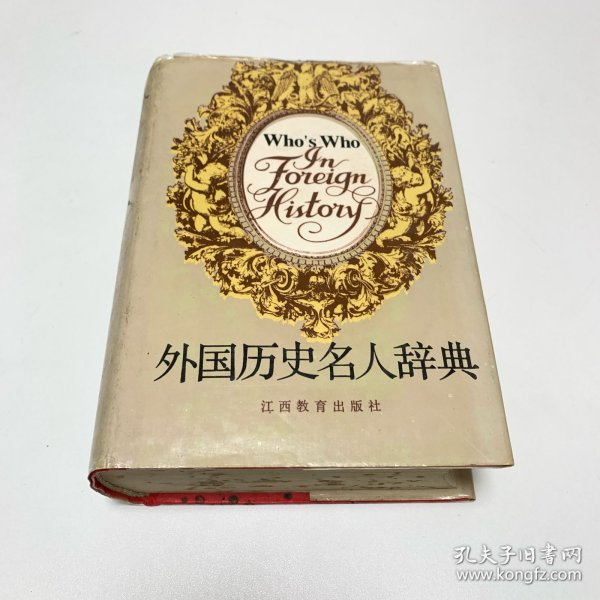 Who's Who
In
Foreign
History
外国历史名人辞典
江西教育出版社
孔夫子旧书网
www.kongfz.com